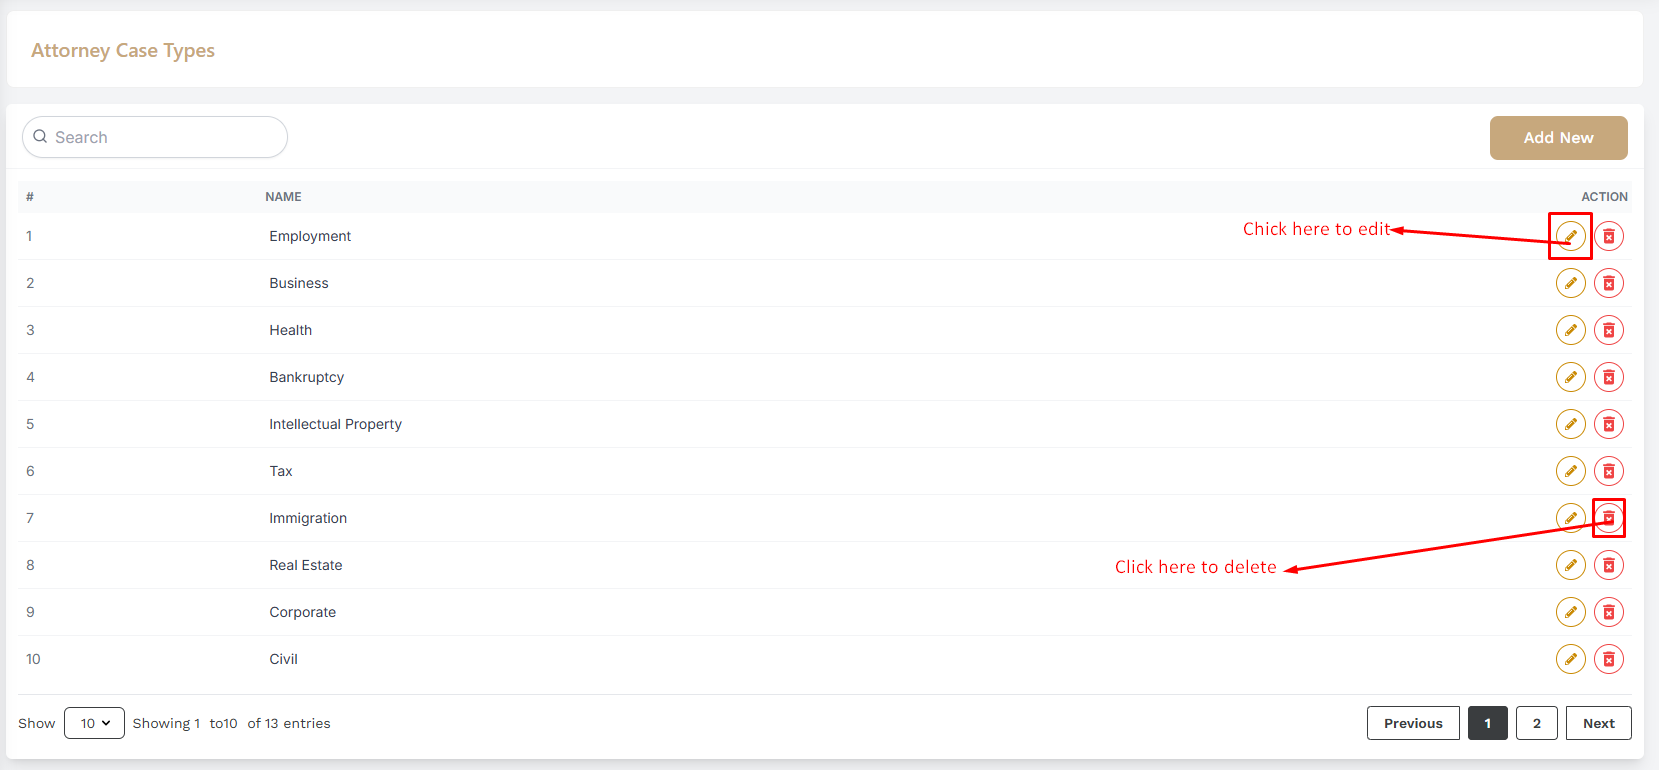 Attorney Case Types
Search
Add New
# NAME ACTION
1 Employment Chick here to edit
2 Business
3 Health
4 Bankruptcy
5 Intellectual Property
6 Tax
7 Immigration
8 Real Estate
Click here to delete
9 Corporate
10 Civil
Show 10 Showing 1 to10 of 13 entries Previous 1 2 Next